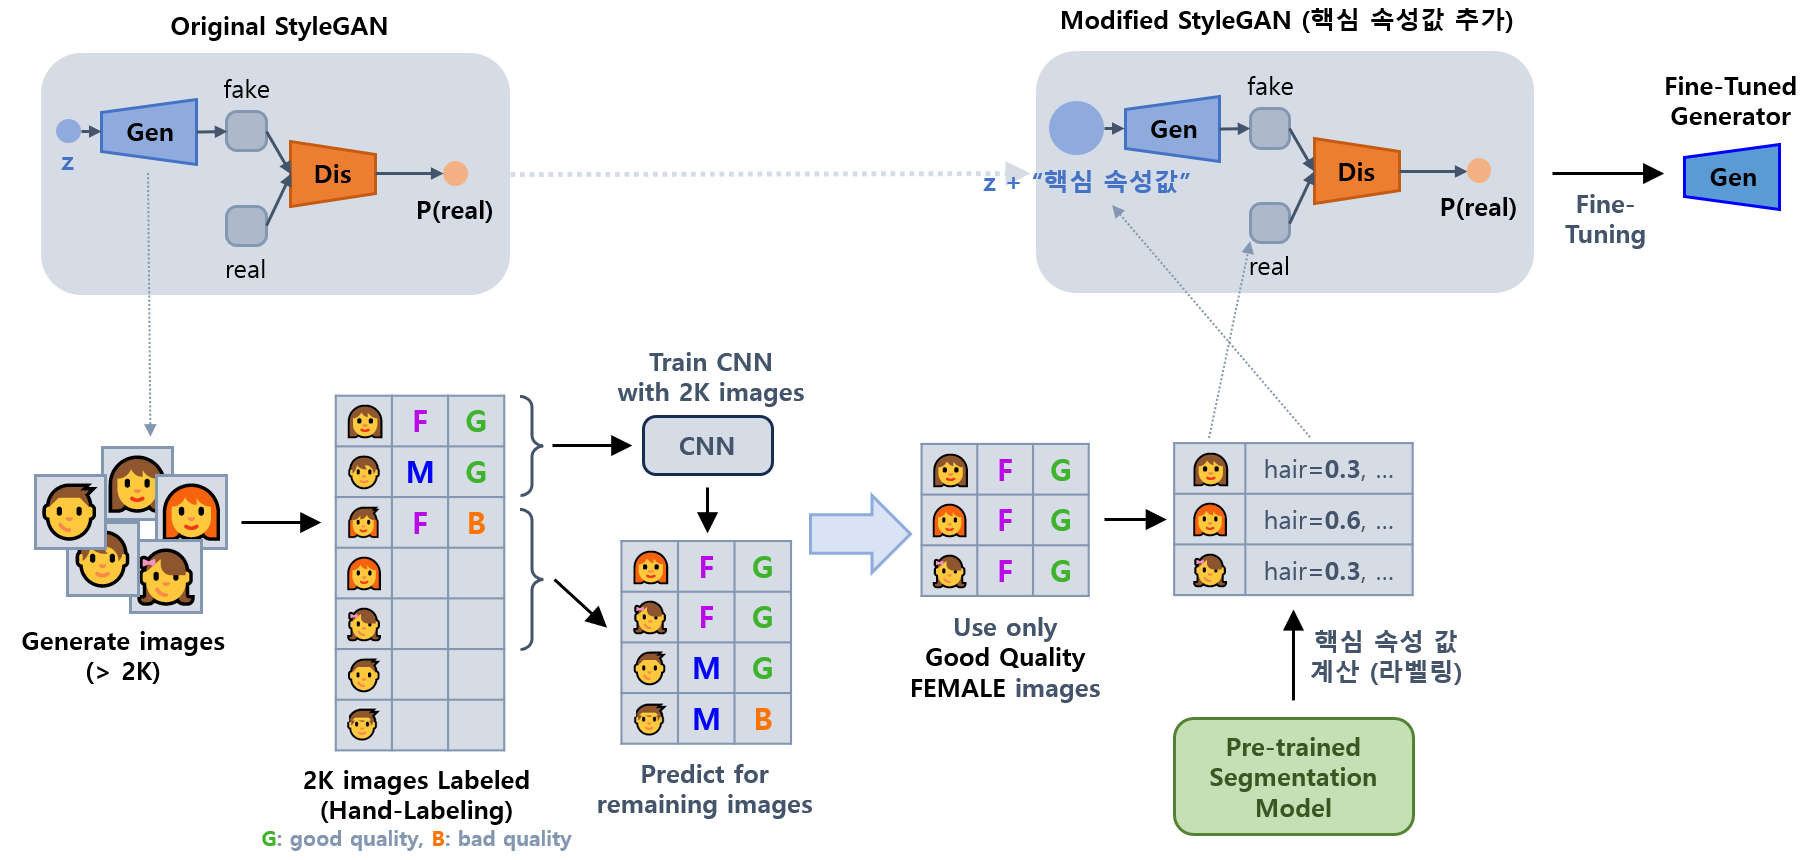 Original StyleGAN
Modified StyleGAN (핵심 속성값 추가)
fake
Gen
z
Dis
P(real)
real
fake
Gen
z + “핵심 속성값”
Dis
P(real)
real
Fine-Tuned
Generator
Gen
Fine-
Tuning
Generate images
(> 2K)
F G
M G
F B
2K images Labeled
(Hand-Labeling)
G: good quality, B: bad quality
Train CNN
with 2K images
CNN
F G
F G
M G
M B
Predict for
remaining images
F G
F G
F G
Use only
Good Quality
FEMALE images
hair=0.3, ...
hair=0.6, ...
hair=0.3, ...
핵심 속성 값
계산 (라벨링)
Pre-trained
Segmentation
Model